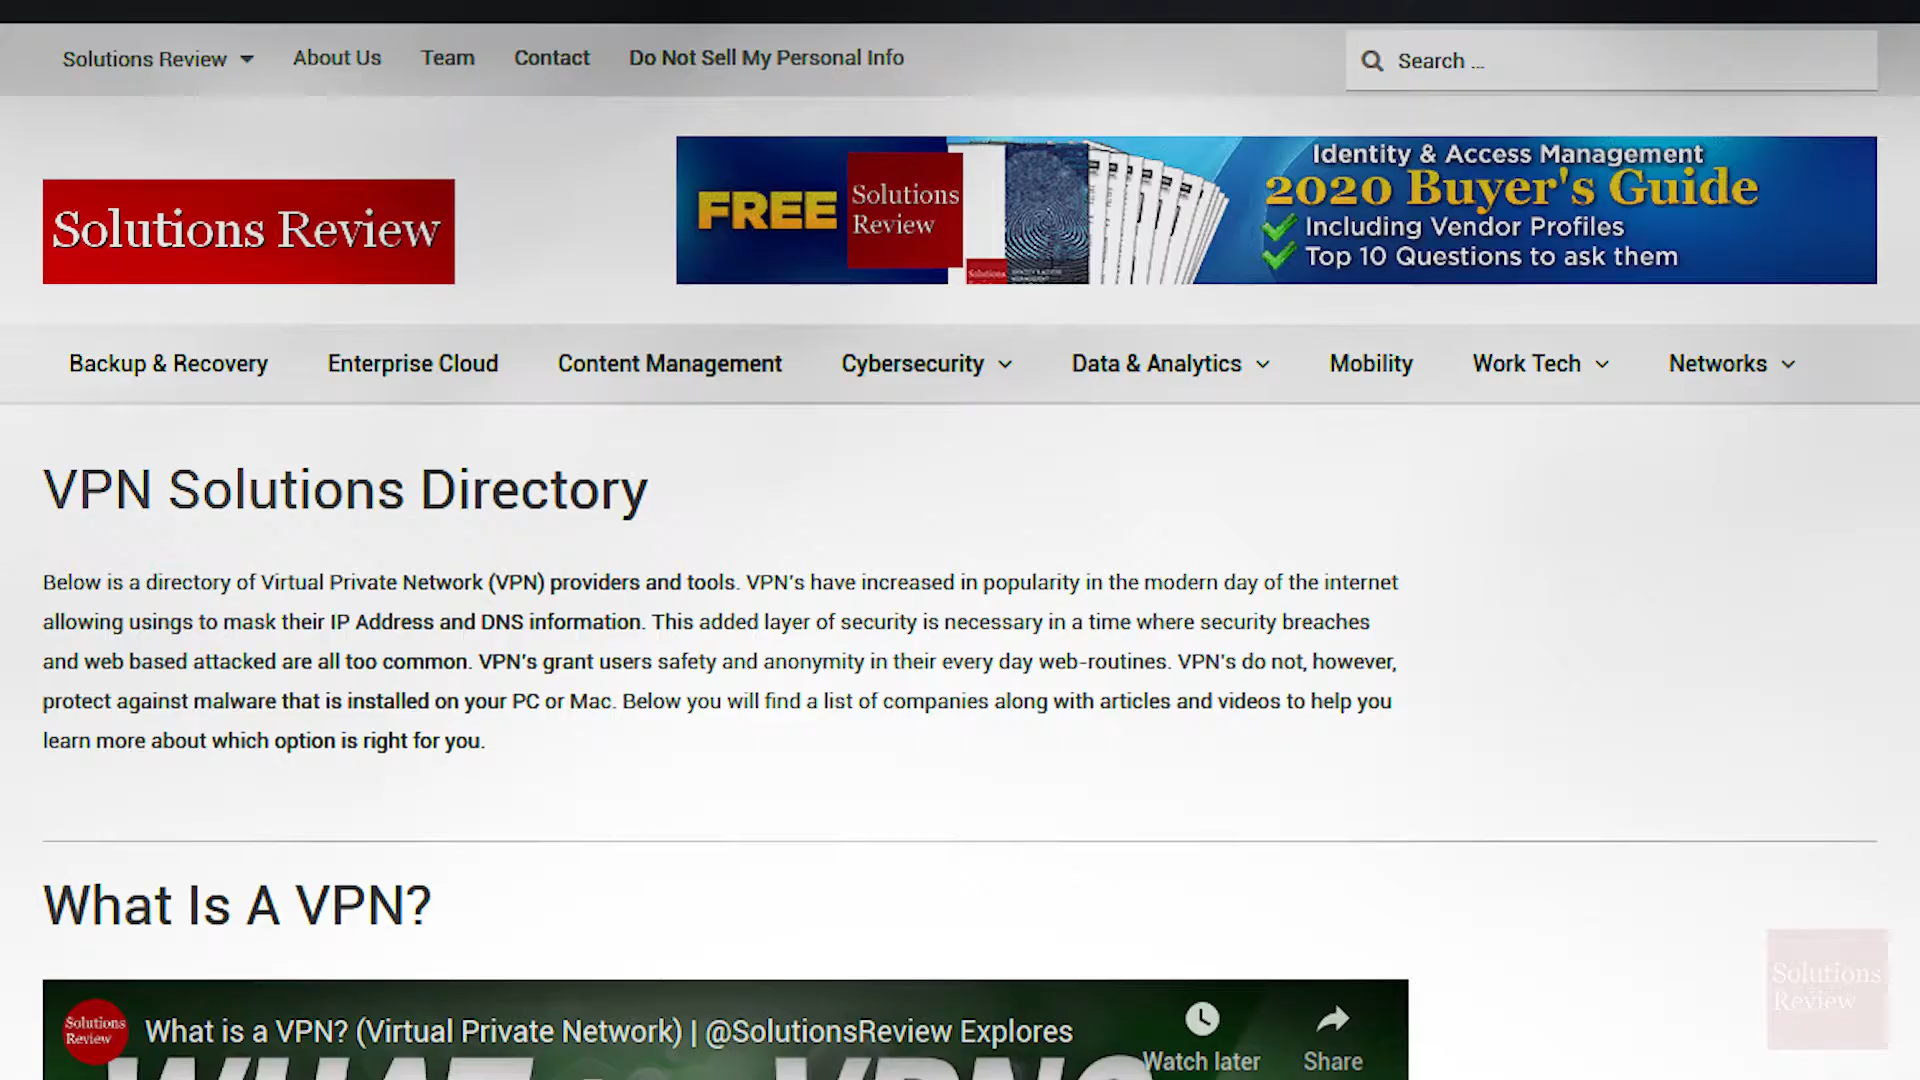 Solutions Review
About Us
Team
Contact
Do Not Sell My Personal Info
Search ...
Solutions Review
FREE
Solutions
Review
Solutions
Identity & Access Management
2020 Buyer's Guide
Including Vendor Profiles
Top 10 Questions to ask them
Backup & Recovery
Enterprise Cloud
Content Management
Cybersecurity
Data & Analytics
Mobility
Work Tech
Networks
VPN Solutions Directory
Below is a directory of Virtual Private Network (VPN) providers and tools. VPN's have increased in popularity in the modern day of the internet
allowing usings to mask their IP Address and DNS information. This added layer of security is necessary in a time where security breaches
and web based attacked are all too common. VPN's grant users safety and anonymity in their every day web-routines. VPN's do not, however,
protect against malware that is installed on your PC or Mac. Below you will find a list of companies along with articles and videos to help you
learn more about which option is right for you.
What Is A VPN?
Solutions
Review
What is a VPN? (Virtual Private Network) | @SolutionsReview Explores
Watch later
Share
Solutions
Review